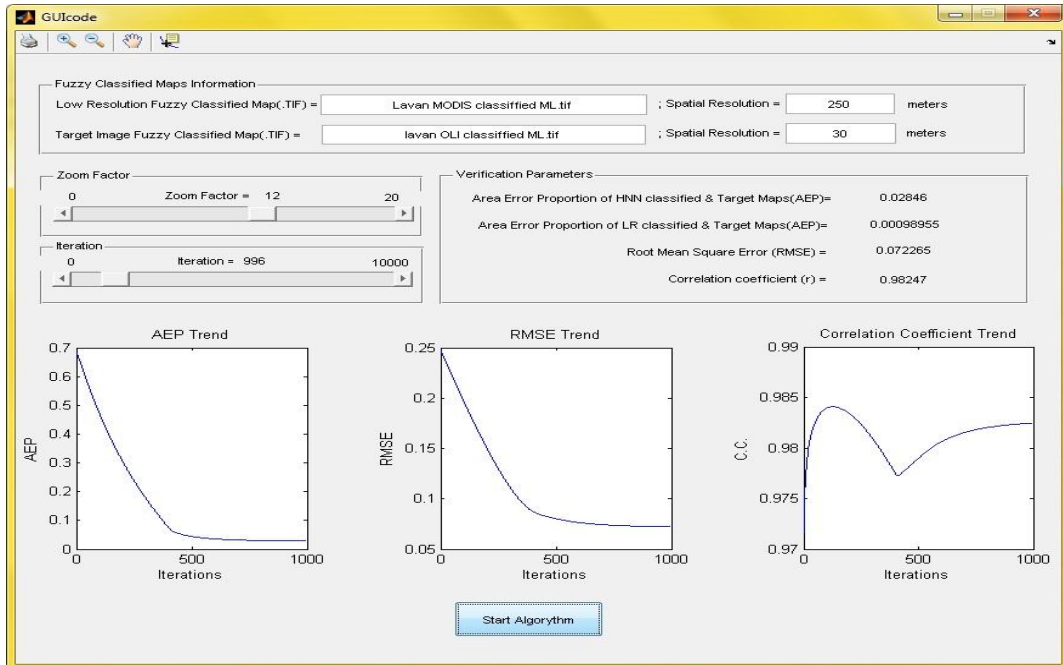 GUIcode
Fuzzy Classified Maps Information
Low Resolution Fuzzy Classified Map(.TIF) = Lavan MODIS classiffied ML.tif ; Spatial Resolution = 250 meters
Target Image Fuzzy Classified Map(.TIF) = lavan OLI classiffied ML.tif ; Spatial Resolution = 30 meters
Zoom Factor
0 Zoom Factor = 12 20
Iteration
0 Iteration = 996 10000
Verification Parameters
Area Error Proportion of HNN classified & Target Maps(AEP)= 0.02846
Area Error Proportion of LR classified & Target Maps(AEP)= 0.00098955
Root Mean Square Error (RMSE) = 0.072265
Correlation coefficient (r) = 0.98247
AEP Trend
0.7
0.6
0.5
0.4
0.3
0.2
0.1
0
AEP
0 500 1000
Iterations
RMSE Trend
0.25
0.2
0.15
0.1
0.05
RMSE
0 500 1000
Iterations
Correlation Coefficient Trend
0.99
0.985
0.98
0.975
0.97
C.C.
0 500 1000
Iterations
Start Algorythm